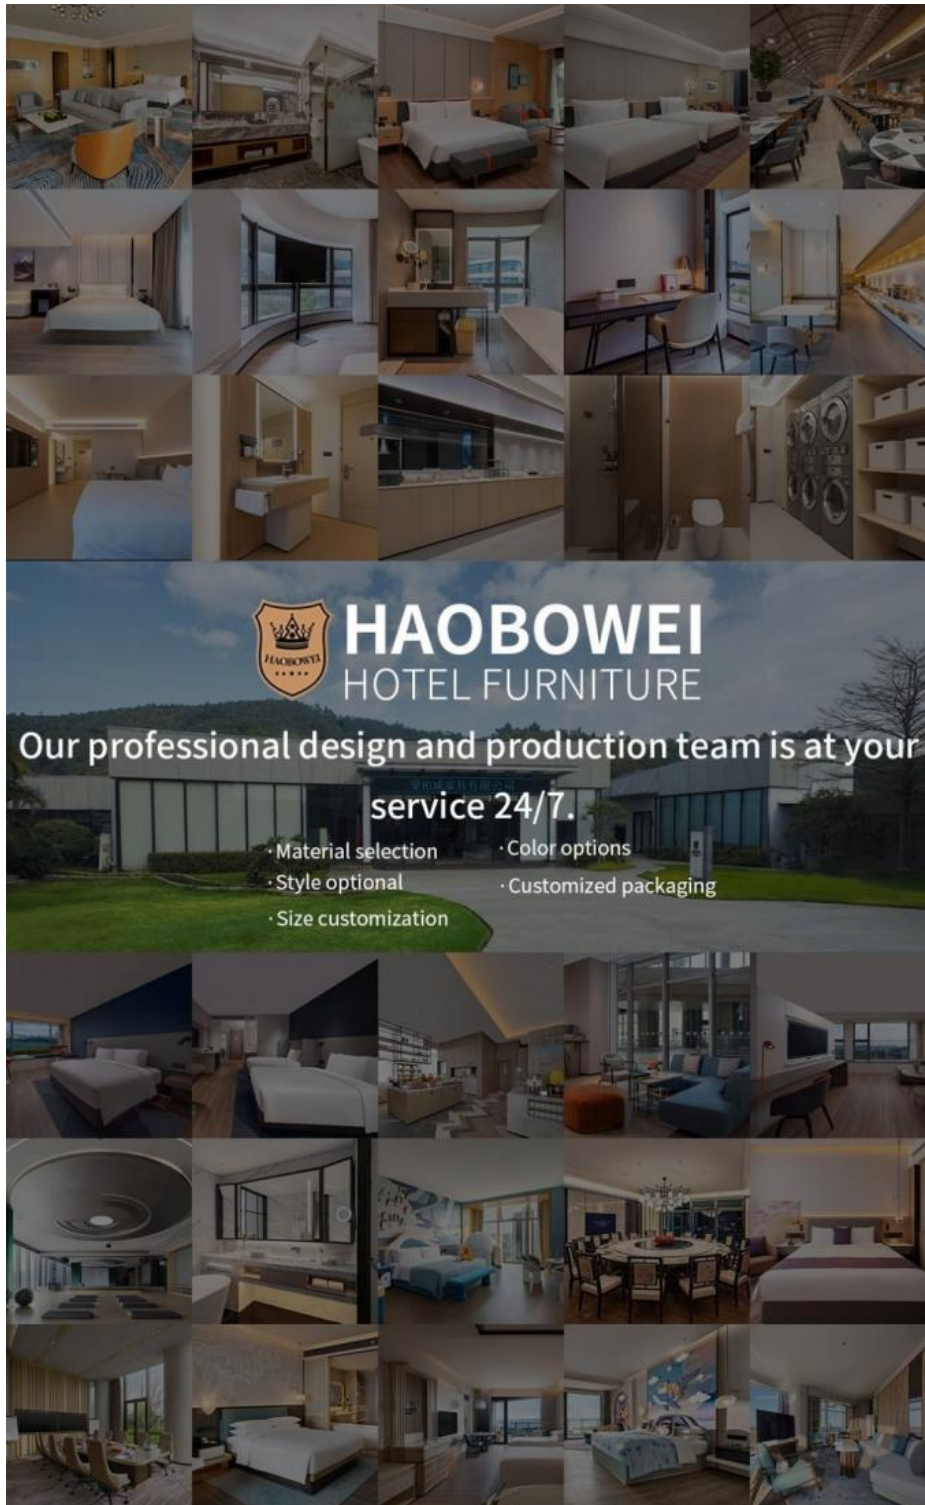 HAOBOWEI
HAOBOWEI
HOTEL FURNITURE
Our professional design and production team is at your
service 24/7.
·Material selection
·Style optional
·Size customization
·Color options
·Customized packaging